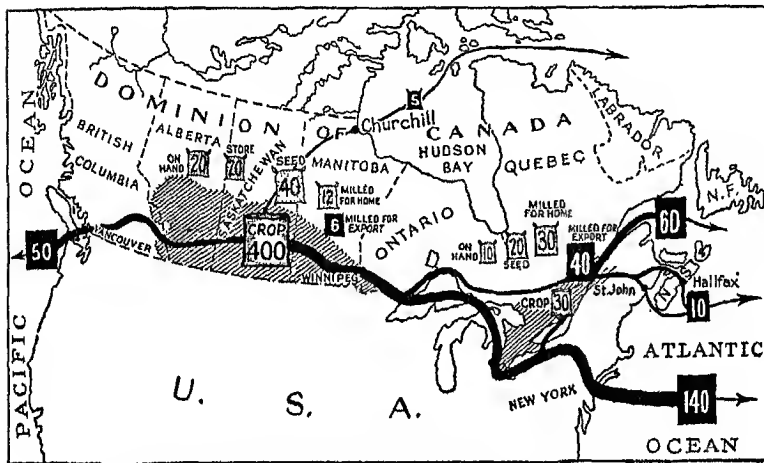 DOMINION OF CANADA
5
Churchill
LABRADOR
ALBERTA
BRITISH
COLUMBIA
ON
HAND
20
STORE
20
SASKATCHEWAN
SEED
40
MANITOBA
12
MILLED
FOR HOME
6
MILLED FOR
EXPORT
HUDSON
BAY
QUEBEC
N.F.
ONTARIO
ON
HAND
10
20
SEED
MILLED
FOR HOME
30
MILLED FOR
EXPORT
40
60
CROP
400
50
VANCOUVER
WINNIPEG
CROP
30
St. John
N.S.
Halifax
10
PACIFIC OCEAN
ATLANTIC
OCEAN
U. S. A.
NEW YORK
140